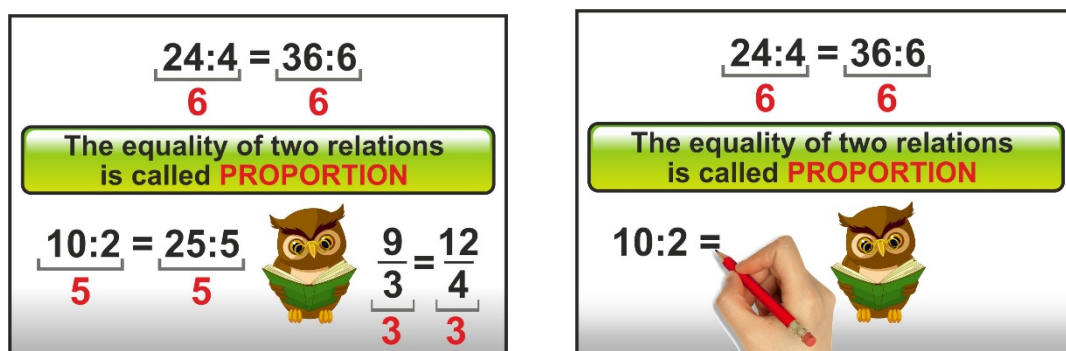 24:4 = 36:6
6 6
The equality of two relations
is called PROPORTION
10:2 = 25:5
5 5
9/3 = 12/4
3 3
24:4 = 36:6
6 6
The equality of two relations
is called PROPORTION
10:2 =